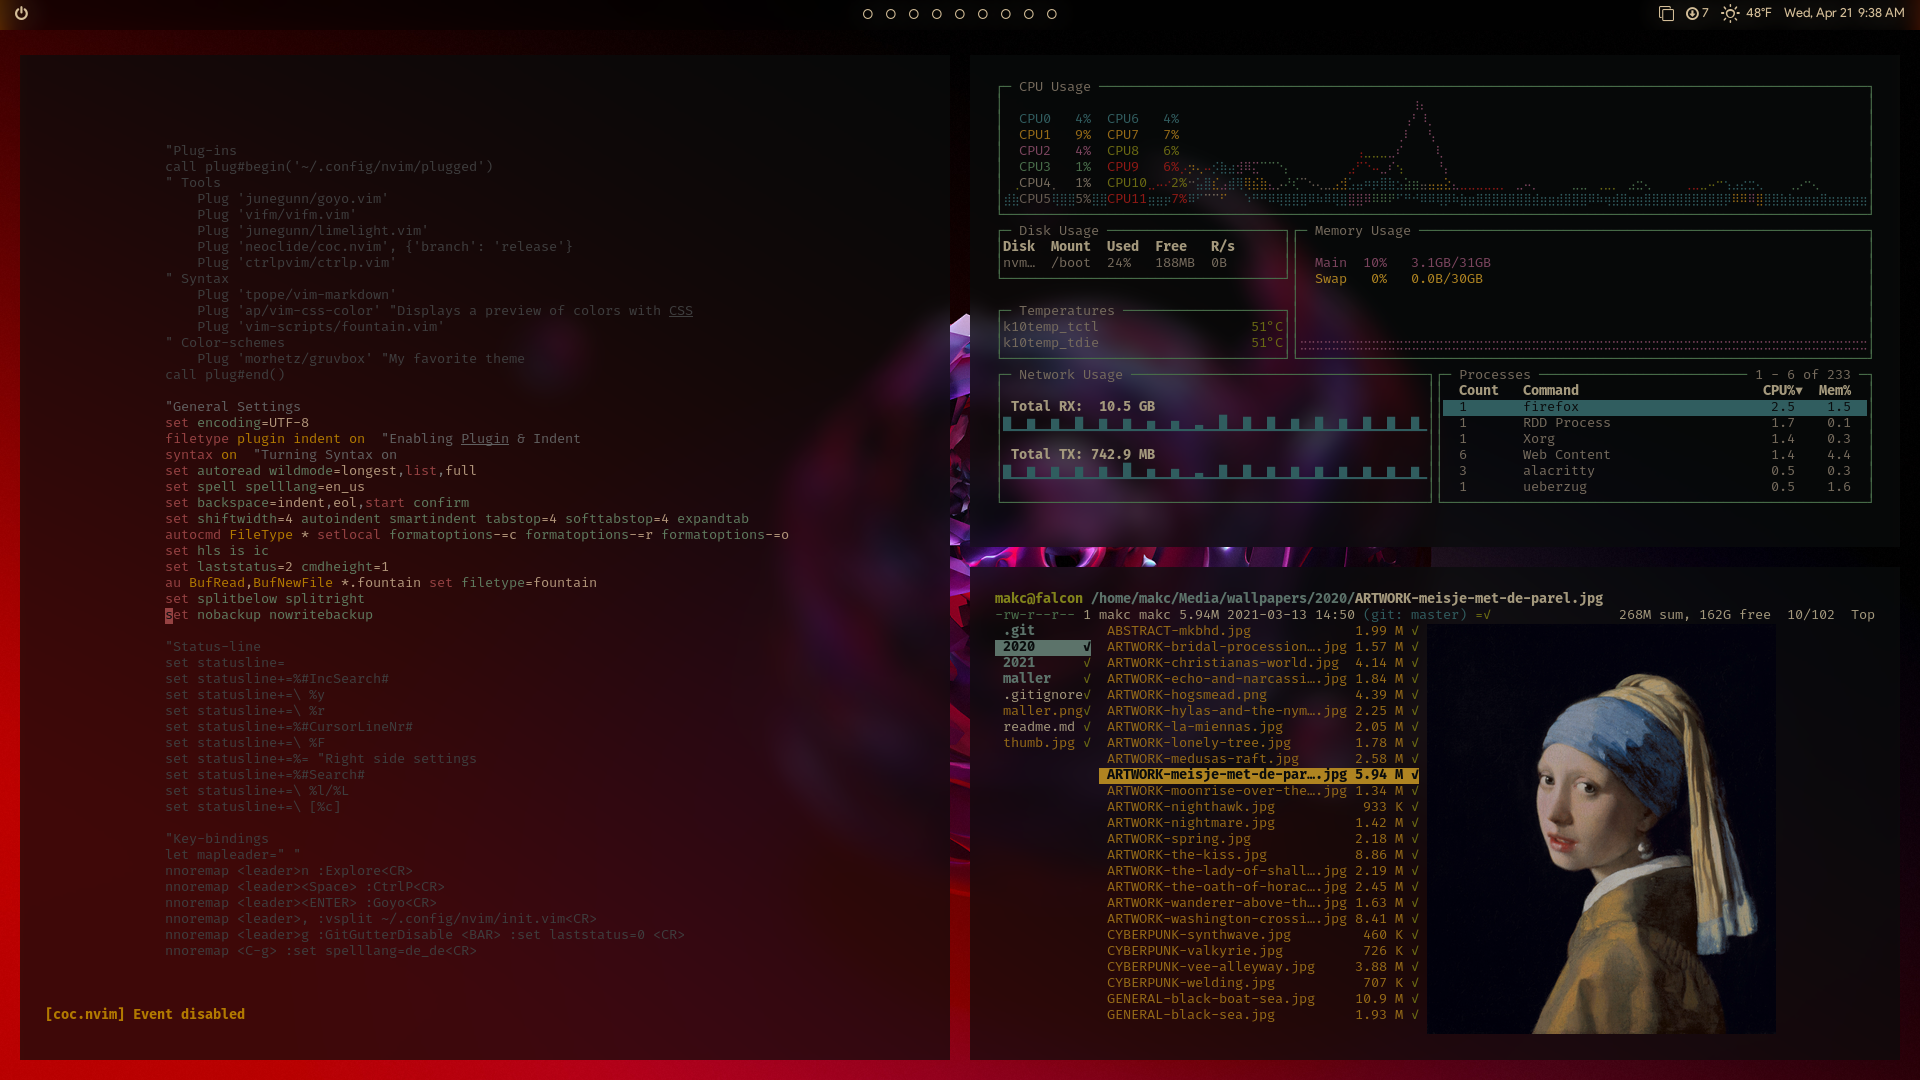 7 48°F Wed, Apr 21 9:38 AM
"Plug-ins
call plug#begin('~/.config/nvim/plugged')
" Tools
Plug 'junegunn/goyo.vim'
Plug 'vifm/vifm.vim'
Plug 'junegunn/limelight.vim'
Plug 'neoclide/coc.nvim', {'branch': 'release'}
Plug 'ctrlpvim/ctrlp.vim'
" Syntax
Plug 'tpope/vim-markdown'
Plug 'ap/vim-css-color' "Displays a preview of colors with CSS
Plug 'vim-scripts/fountain.vim'
" Color-schemes
Plug 'morhetz/gruvbox' "My favorite theme
call plug#end()
"General Settings
set encoding=UTF-8
filetype plugin indent on  "Enabling Plugin & Indent
syntax on  "Turning Syntax on
set autoread wildmode=longest,list,full
set spell spelllang=en_us
set backspace=indent,eol,start confirm
set shiftwidth=4 autoindent smartindent tabstop=4 softtabstop=4 expandtab
autocmd FileType * setlocal formatoptions-=c formatoptions-=r formatoptions-=o
set hls is ic
set laststatus=2 cmdheight=1
au BufRead,BufNewFile *.fountain set filetype=fountain
set splitbelow splitright
set nobackup nowritebackup
"Status-line
set statusline=
set statusline+=%#IncSearch#
set statusline+=\ %y
set statusline+=\ %r
set statusline+=%#CursorLineNr#
set statusline+=\ %F
set statusline+=%= "Right side settings
set statusline+=%#Search#
set statusline+=\ %l/%L
set statusline+=\ [%c]
"Key-bindings
let mapleader=" "
nnoremap <leader>n :Explore<CR>
nnoremap <leader><Space> :CtrlP<CR>
nnoremap <leader><ENTER> :Goyo<CR>
nnoremap <leader>, :vsplit ~/.config/nvim/init.vim<CR>
nnoremap <leader>g :GitGutterDisable <BAR> :set laststatus=0 <CR>
nnoremap <C-g> :set spelllang=de_de<CR>
[coc.nvim] Event disabled
CPU Usage
CPU0 4% CPU6 4%
CPU1 9% CPU7 7%
CPU2 4% CPU8 6%
CPU3 1% CPU9 6%
CPU4 1% CPU10 2%
CPU5 5% CPU11 7%
Disk Usage
Disk Mount Used Free R/s
nvm… /boot 24% 188MB 0B
Memory Usage
Main 10% 3.1GB/31GB
Swap 0% 0.0B/30GB
Temperatures
k10temp_tctl 51°C
k10temp_tdie 51°C
Network Usage
Total RX: 10.5 GB
Total TX: 742.9 MB
Processes 1 - 6 of 233
Count Command CPU%▼ Mem%
1 firefox 2.5 1.5
1 RDD Process 1.7 0.1
1 Xorg 1.4 0.3
6 Web Content 1.4 4.4
3 alacritty 0.5 0.3
1 ueberzug 0.5 1.6
makc@falcon /home/makc/Media/wallpapers/2020/ARTWORK-meisje-met-de-parel.jpg
-rw-r--r-- 1 makc makc 5.94M 2021-03-13 14:50 (git: master) =√ 268M sum, 162G free 10/102 Top
.git
2020 √
2021 √
maller √
.gitignore√
maller.png√
readme.md √
thumb.jpg √
ABSTRACT-mkbhd.jpg 1.99 M √
ARTWORK-bridal-procession….jpg 1.57 M √
ARTWORK-christianas-world.jpg 4.14 M √
ARTWORK-echo-and-narcassi….jpg 1.84 M √
ARTWORK-hogsmead.png 4.39 M √
ARTWORK-hylas-and-the-nym….jpg 2.25 M √
ARTWORK-la-miennas.jpg 2.05 M √
ARTWORK-lonely-tree.jpg 1.78 M √
ARTWORK-medusas-raft.jpg 2.58 M √
ARTWORK-meisje-met-de-par….jpg 5.94 M √
ARTWORK-moonrise-over-the….jpg 1.34 M √
ARTWORK-nighthawk.jpg 933 K √
ARTWORK-nightmare.jpg 1.42 M √
ARTWORK-spring.jpg 2.18 M √
ARTWORK-the-kiss.jpg 8.86 M √
ARTWORK-the-lady-of-shall….jpg 2.19 M √
ARTWORK-the-oath-of-horac….jpg 2.45 M √
ARTWORK-wanderer-above-th….jpg 1.63 M √
ARTWORK-washington-crossi….jpg 8.41 M √
CYBERPUNK-synthwave.jpg 460 K √
CYBERPUNK-valkyrie.jpg 726 K √
CYBERPUNK-vee-alleyway.jpg 3.88 M √
CYBERPUNK-welding.jpg 707 K √
GENERAL-black-boat-sea.jpg 10.9 M √
GENERAL-black-sea.jpg 1.93 M √